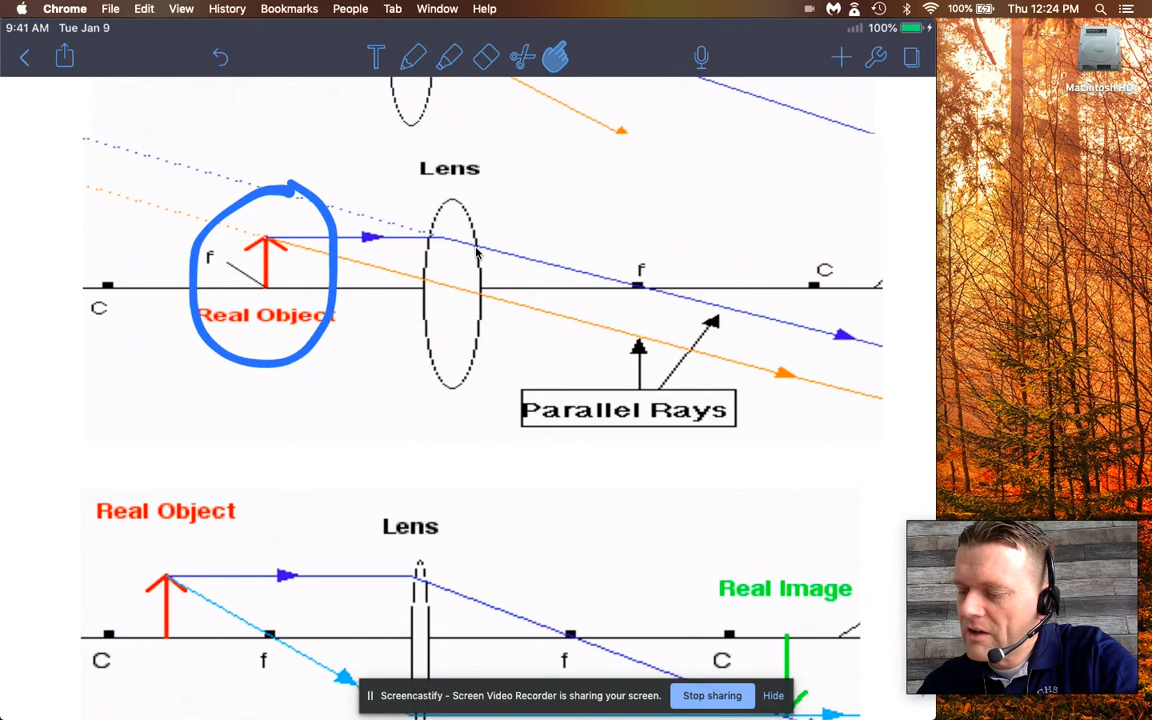 Chrome File Edit View History Bookmarks People Tab Window Help 100% Thu 12:24 PM
9:41 AM Tue Jan 9 100%
T
Macintosh HD
Lens
f
f
C
C
Real Object
Parallel Rays
Real Object
Lens
Real Image
C
f
f
C
Screencastify - Screen Video Recorder is sharing your screen. Stop sharing Hide
CHS